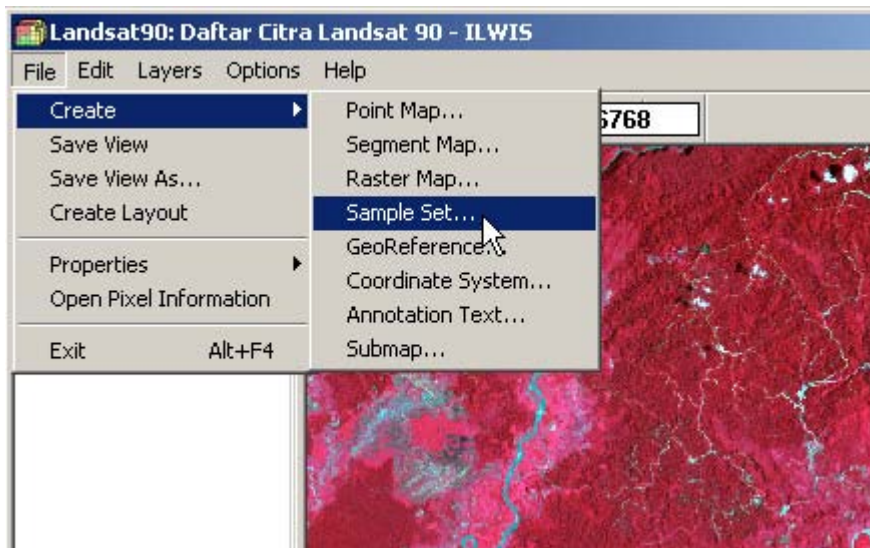 Landsat90: Daftar Citra Landsat 90 - ILWIS
File Edit Layers Options Help
Create
Save View
Save View As...
Create Layout
Properties
Open Pixel Information
Exit Alt+F4
Point Map...
Segment Map...
Raster Map...
Sample Set...
GeoReference...
Coordinate System...
Annotation Text...
Submap...
6768